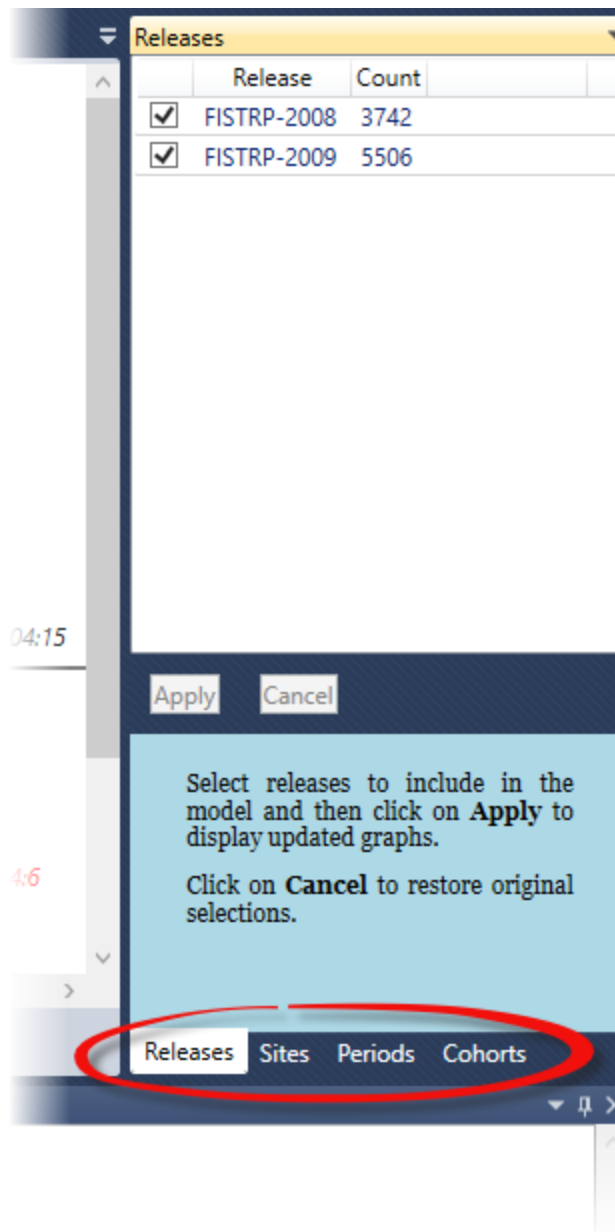 Releases
Release Count
FISTRP-2008 3742
FISTRP-2009 5506
04:15
Apply Cancel
Select releases to include in the
model and then click on Apply to
display updated graphs.
4:6
Click on Cancel to restore original
selections.
Releases Sites Periods Cohorts